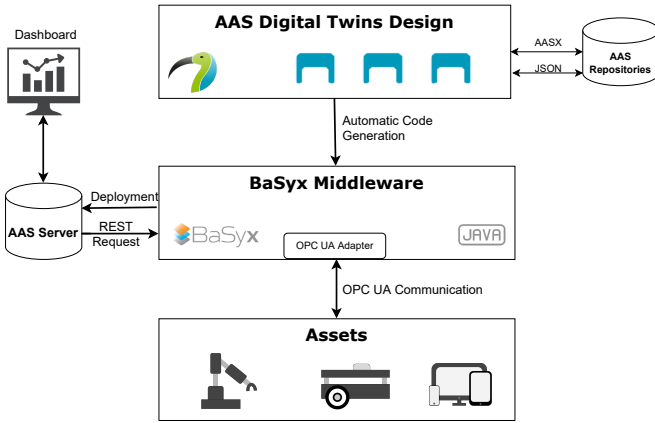 AAS Digital Twins Design
Dashboard
AASX
JSON
AAS
Repositories
Automatic Code
Generation
BaSyx Middleware
Deployment
AAS Server
REST
Request
BaSyx
OPC UA Adapter
JAVA
OPC UA Communication
Assets